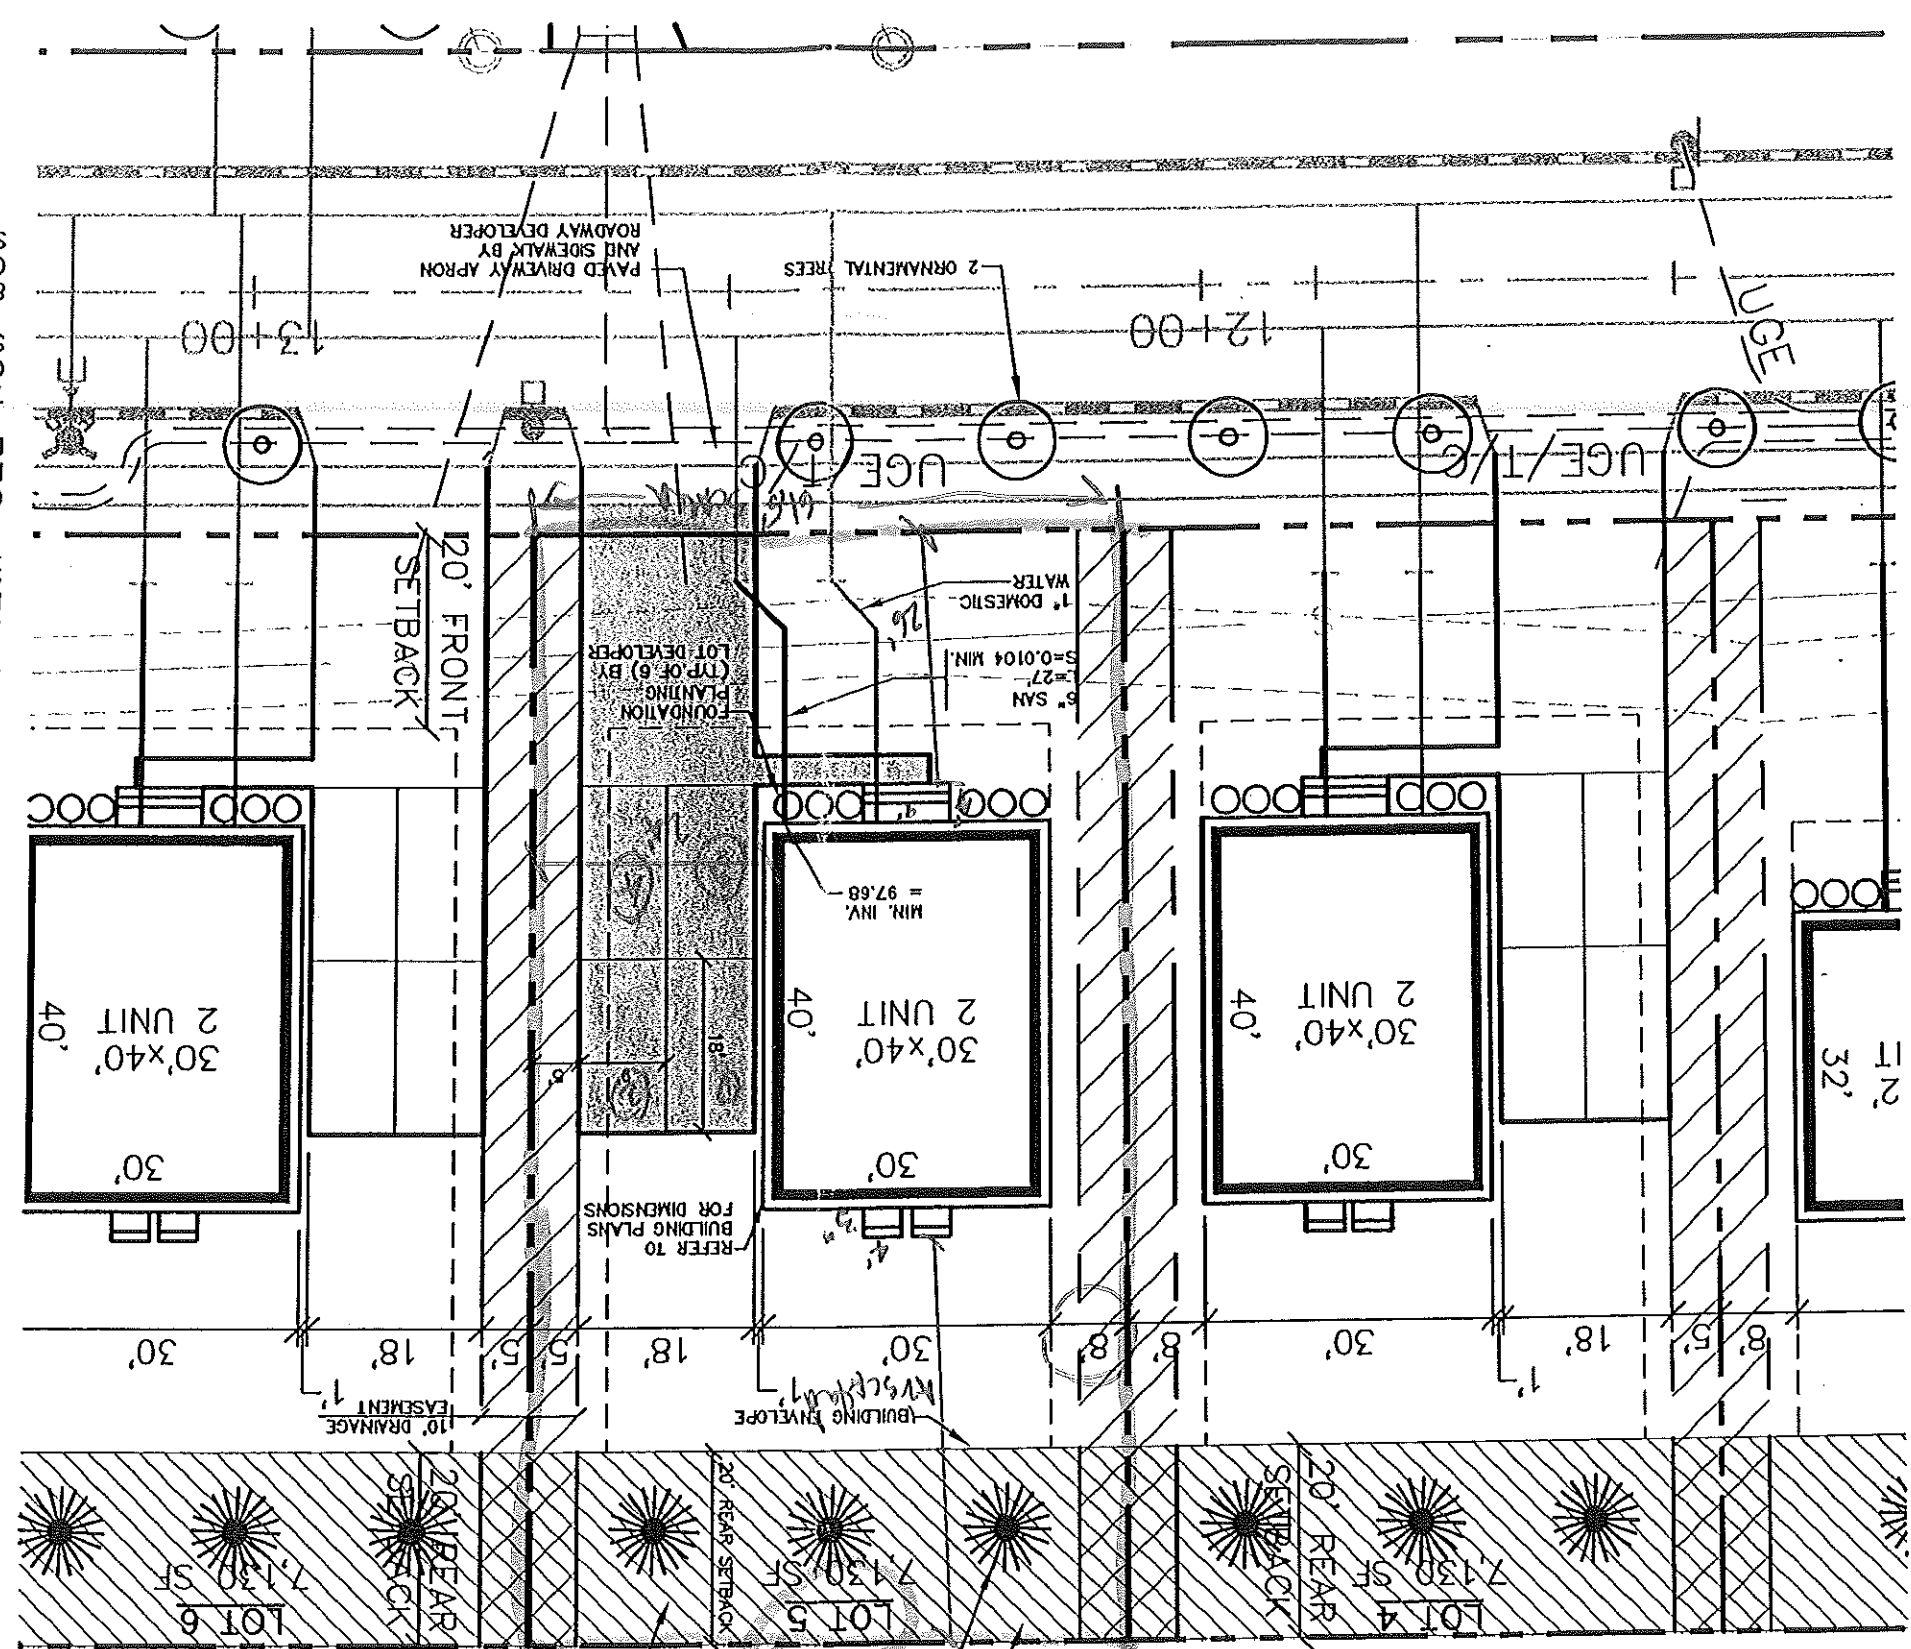 LOT 4
7,130 SF
20' REAR
SETBACK
LOT 5
7,130 SF
20' REAR SETBACK
20' REAR
SETBACK
LOT 6
7,130 SF
BUILDING ENVELOPE
10' DRAINAGE
EASEMENT
1'
1'
1'
8'
5'
18'
30'
8'
8'
30'
18'
5'
5'
18'
30'
REFER TO
BUILDING PLANS
FOR DIMENSIONS
4'
30'
30'
30'
32'
30'x40'
2 UNIT
40'
30'x40'
2 UNIT
40'
18'
9'
5'
30'x40'
2 UNIT
40'
MIN. INV.
= 97.68
6" SAN
L=27'
S=0.0104 MIN.
1" DOMESTIC
WATER
26'
FOUNDATION
PLANTING
(TYP OF 6) BY
LOT DEVELOPER
20' FRONT
SETBACK
UGE/T/C
UGE T/C
UGE
12+00
13+00
2 ORNAMENTAL TREES
PAVED DRIVEWAY APRON
AND SIDEWALK BY
ROADWAY DEVELOPER